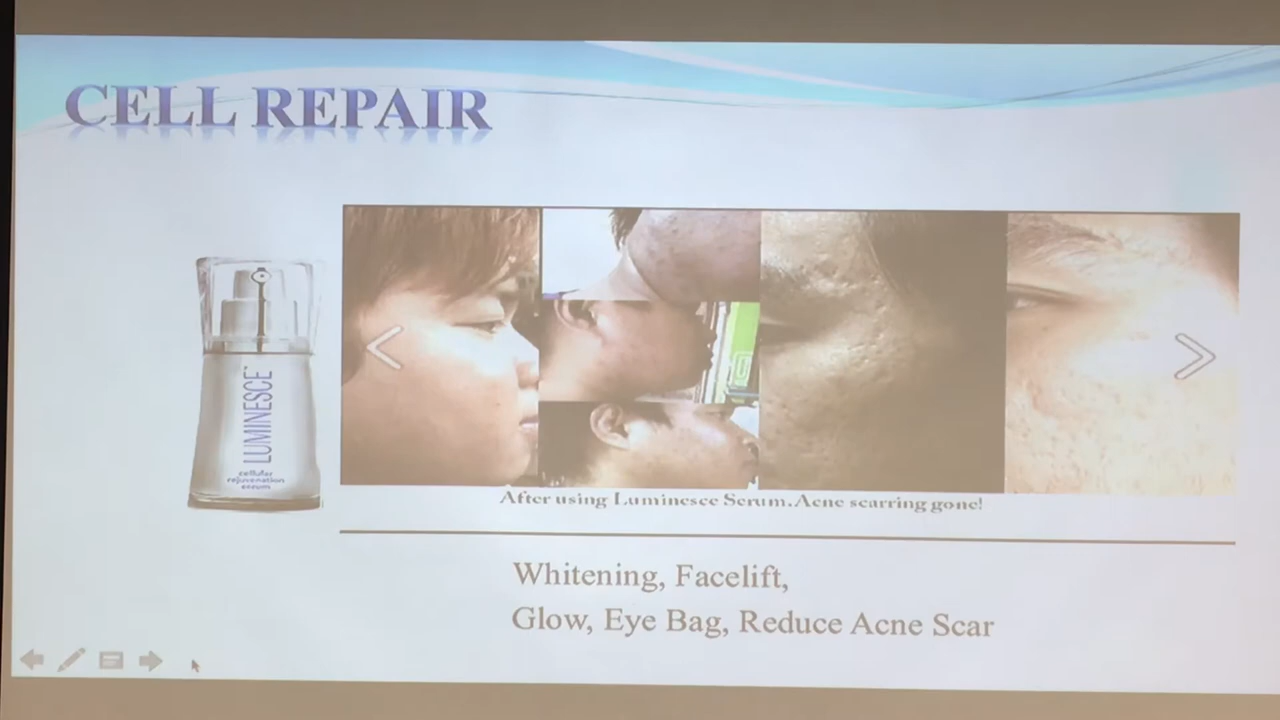 CELL REPAIR
LUMINESCE™
cellular
rejuvenation
serum
After using Luminesce Serum.Acne scarring gone!
Whitening, Facelift,
Glow, Eye Bag, Reduce Acne Scar